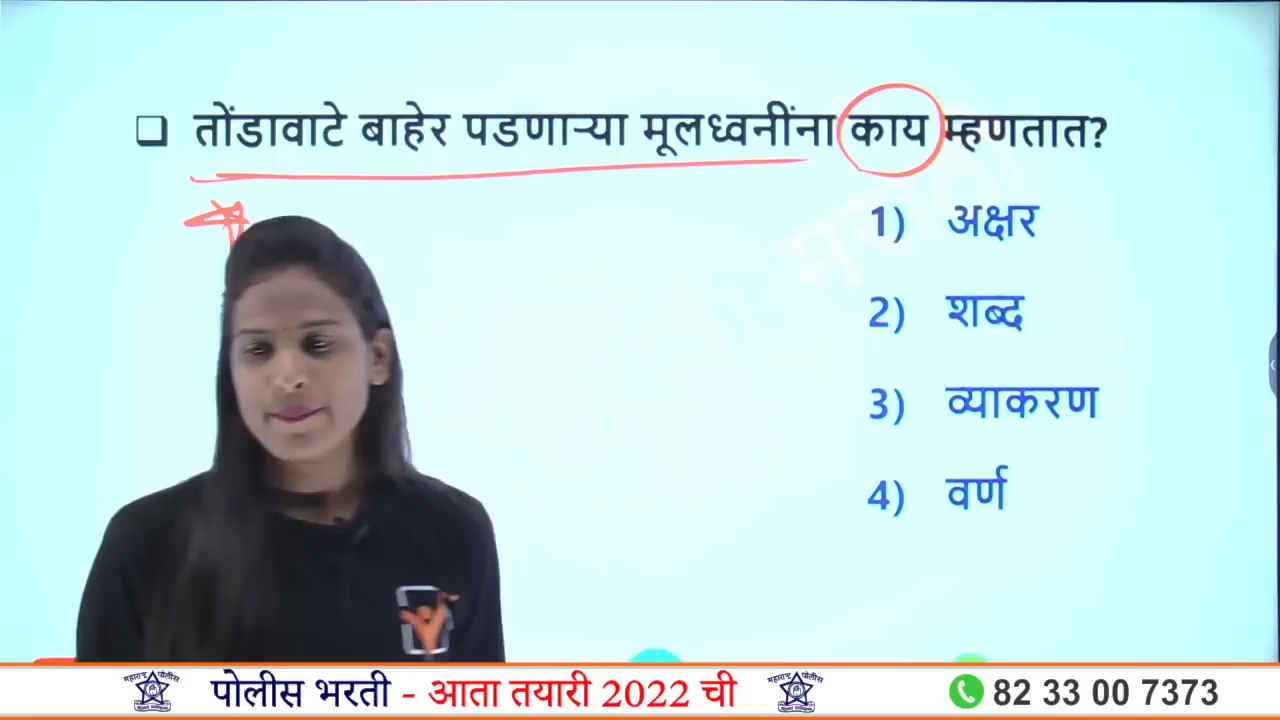 ❑ तोंडावाटे बाहेर पडणाऱ्या मूलध्वनींना काय म्हणतात?
1) अक्षर
2) शब्द
3) व्याकरण
4) वर्ण
पोलीस भरती - आता तयारी 2022 ची
82 33 00 7373